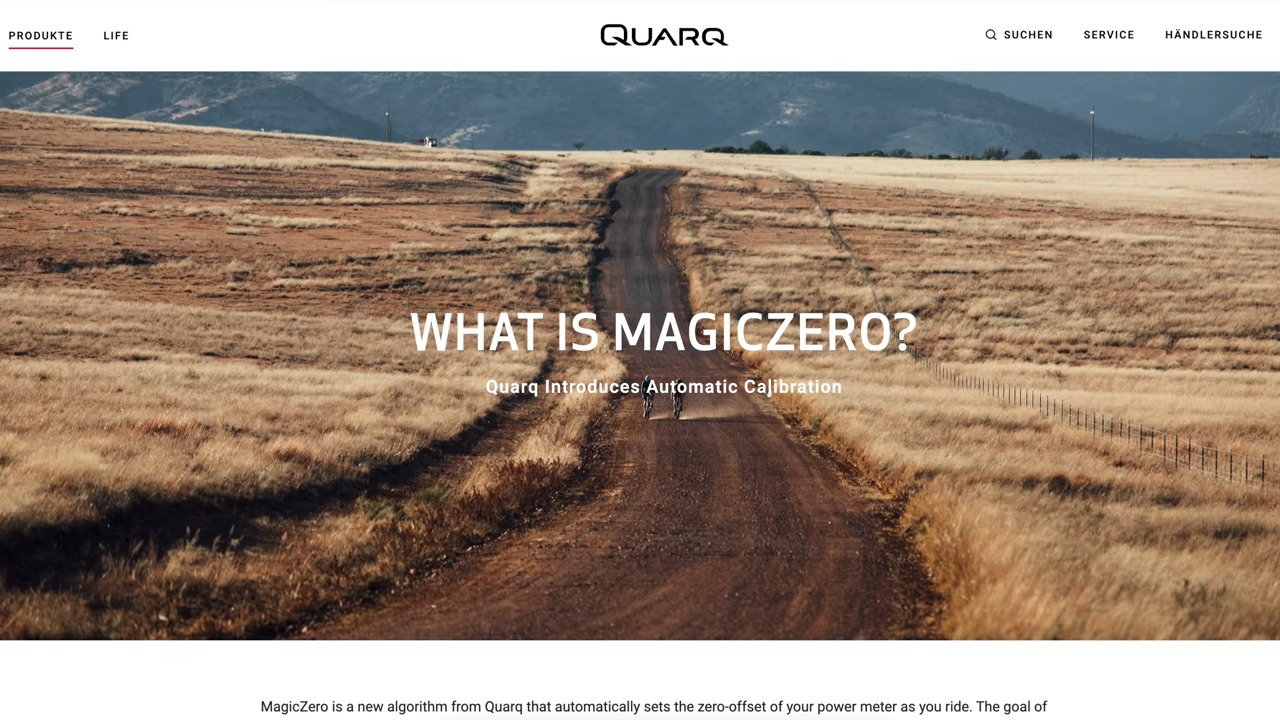 PRODUKTE LIFE QUARQ SUCHEN SERVICE HÄNDLERSUCHE
WHAT IS MAGICZERO?
Quarq Introduces Automatic Calibration
MagicZero is a new algorithm from Quarq that automatically sets the zero-offset of your power meter as you ride. The goal of